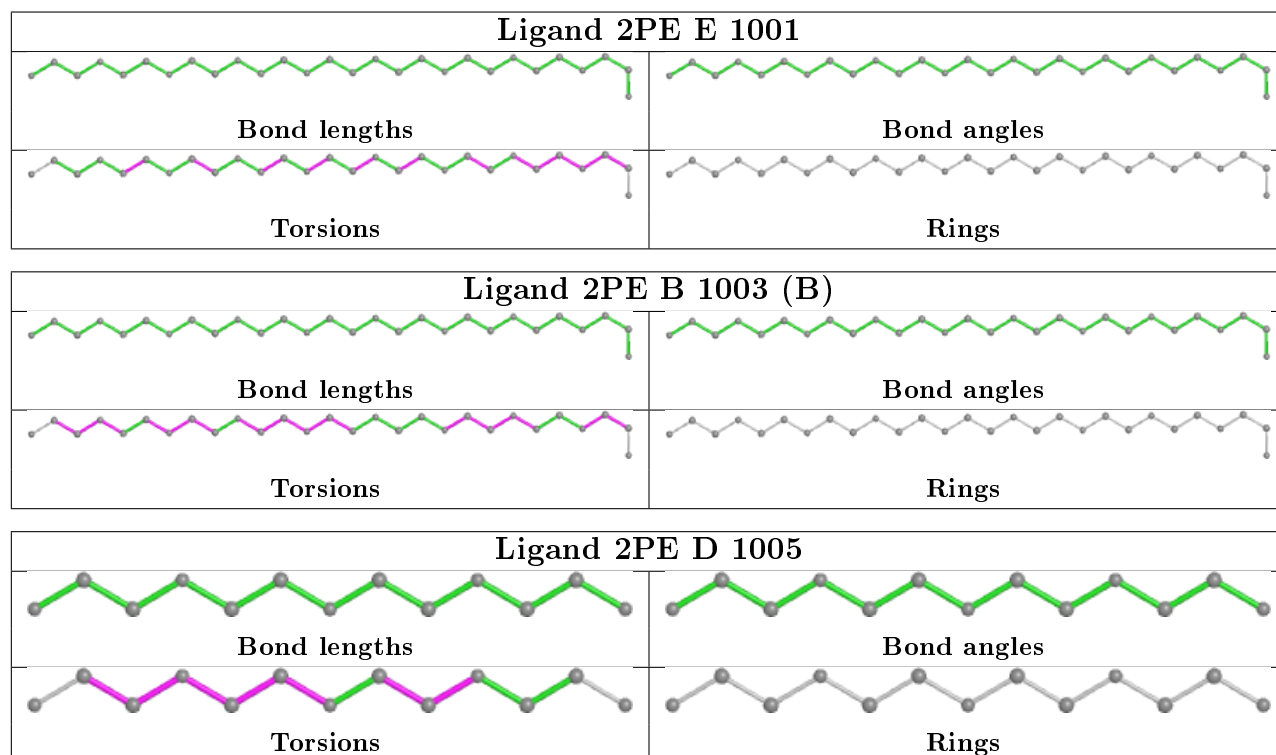 Ligand 2PE E 1001
Bond lengths Bond angles
Torsions Rings
Ligand 2PE B 1003 (B)
Bond lengths Bond angles
Torsions Rings
Ligand 2PE D 1005
Bond lengths Bond angles
Torsions Rings